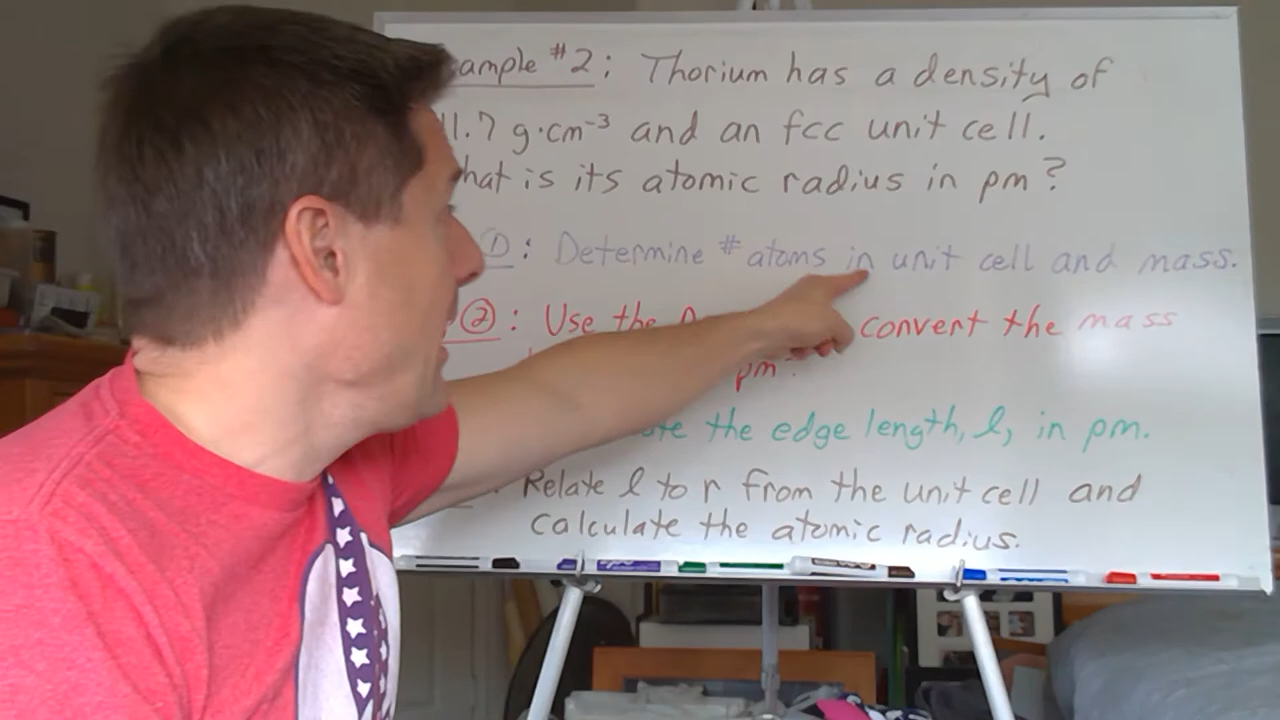 ample #2: Thorium has a density of
11.7 g·cm⁻³ and an fcc unit cell.
hat is its atomic radius in pm?
①: Determine # atoms in unit cell and mass.
②: Use the convert the mass
pm³.
the edge length, l, in pm.
Relate l to r from the unit cell and
calculate the atomic radius.